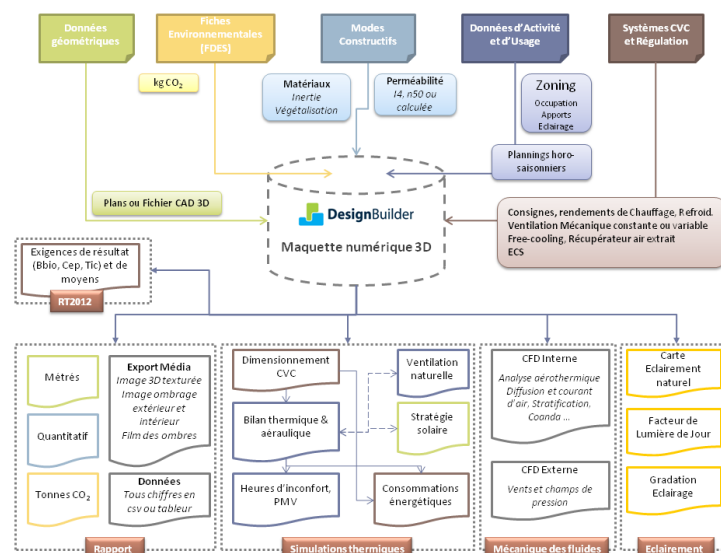 Données
géométriques
Fiches
Environnementales
[FDES]
Modes
Constructifs
Données d'Activité
et d'Usage
Systèmes CVC
et Régulation
kg CO₂
Matériaux
Inertie
Végétalisation
Perméabilité
I4, n50 ou
calculée
Zoning
Occupation
Apports
Eclairage
Plannings horo-
saisonniers
Plans ou Fichier CAD 3D
DesignBuilder
Maquette numérique 3D
Consignes, rendements de Chauffage, Refroid.
Ventilation Mécanique constante ou variable
Free-cooling, Récupérateur air extrait
ECS
Exigences de résultat
(Bbio, Cep, Tic) et de
moyens
RT2012
Métrés
Quantitatif
Tonnes CO₂
Export Média
Image 3D texturée
Image ombrage
extérieur et
intérieur
Film des ombres
Données
Tous chiffres en
csv ou tableur
Rapport
Dimensionnement
CVC
Bilan thermique &
aéraulique
Heures d'inconfort,
PMV
Ventilation
naturelle
Stratégie
solaire
Consommations
énergétiques
Simulations thermiques
CFD Interne
Analyse aérothermique
Diffusion et courant
d'air, Stratification,
Coanda ...
CFD Externe
Vents et champs de
pression
Mécanique des fluides
Carte
Eclairement
naturel
Facteur de
Lumière de Jour
Gradation
Eclairage
Eclairement